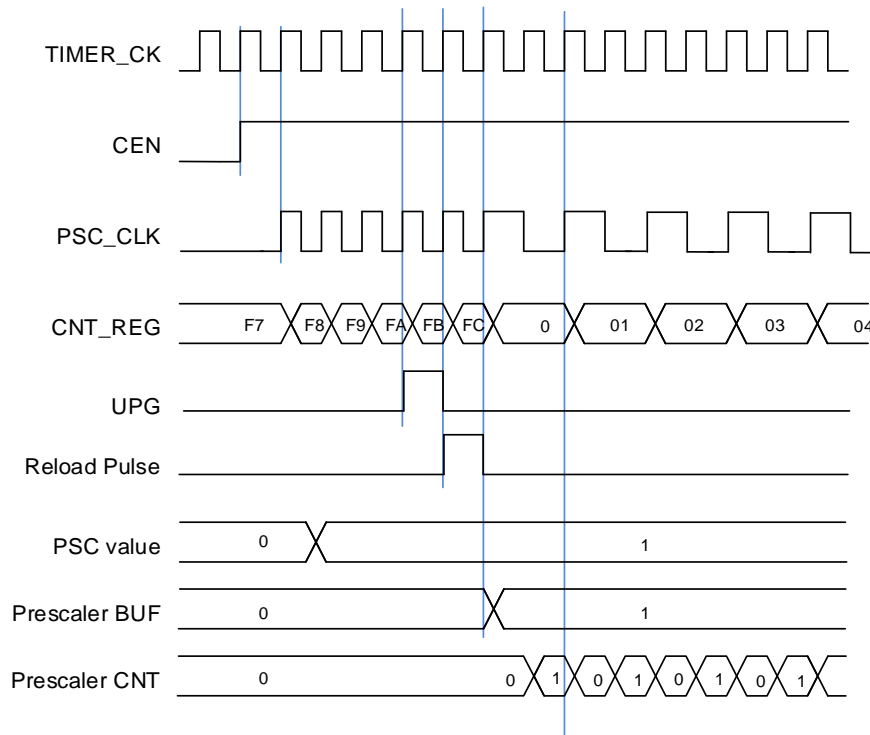 TIMER_CK
CEN
PSC_CLK
CNT_REG F7 F8 F9 FA FB FC 0 01 02 03 04
UPG
Reload Pulse
PSC value 0 1
Prescaler BUF 0 1
Prescaler CNT 0 0 1 0 1 0 1 0 1